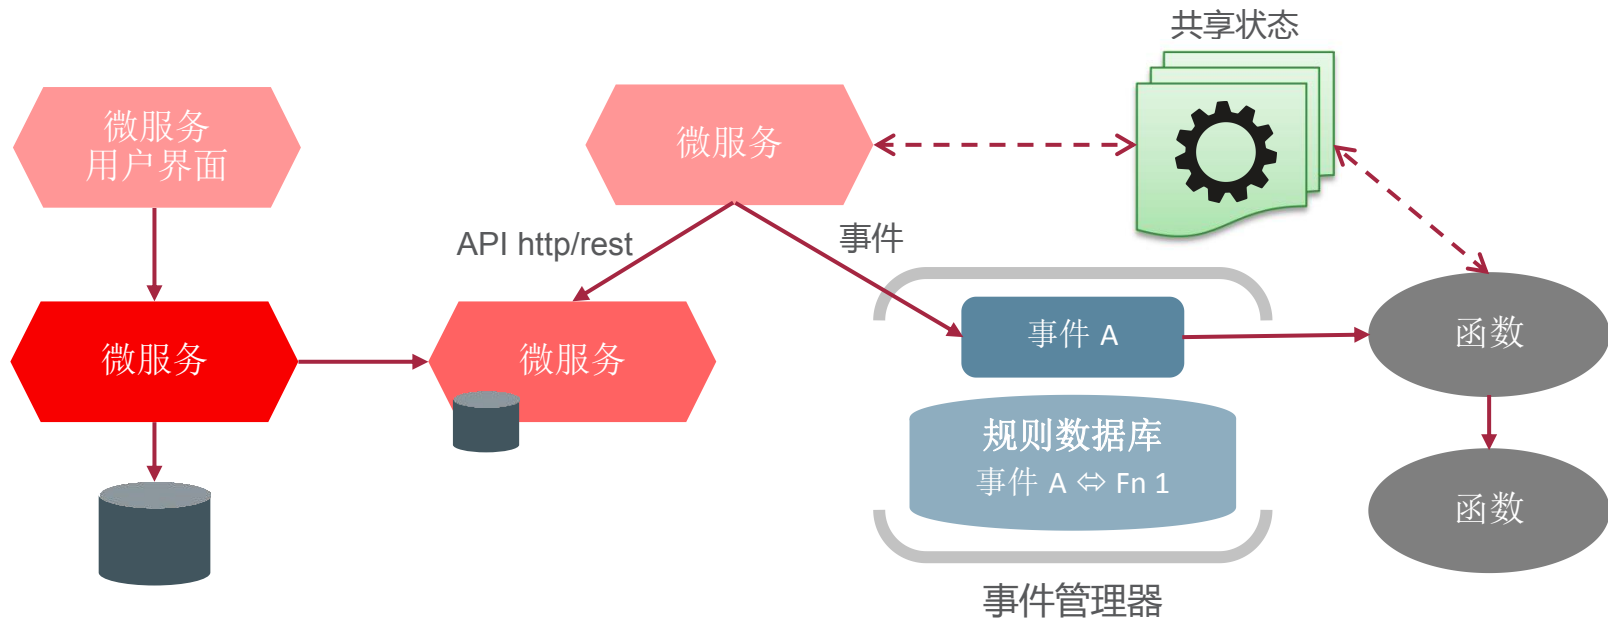 共享状态
微服务
用户界面
微服务
API http/rest
事件
微服务
微服务
事件 A
函数
规则数据库
事件 A ⬄ Fn 1
函数
事件管理器